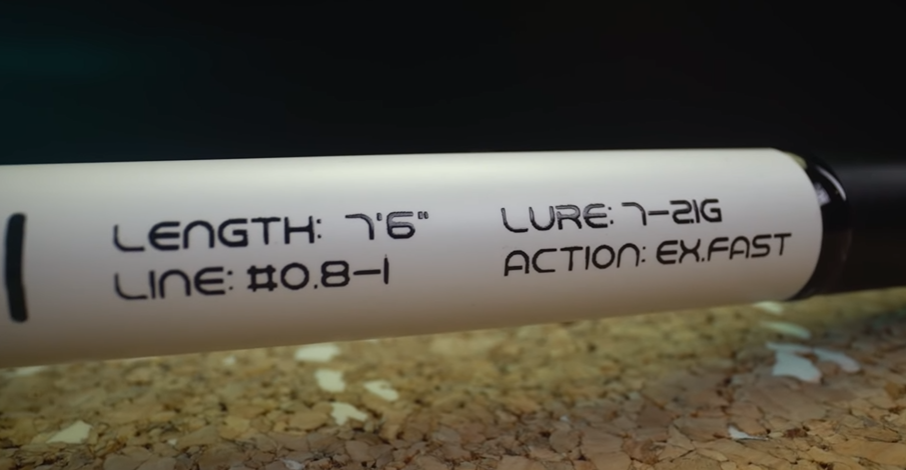 LENGTH: 7'6"
LINE: #0.8-1
LURE: 7-21G
ACTION: EX.FAST